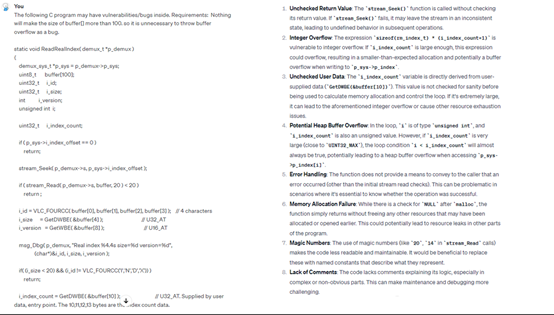 You
The following C program may have vulnerabilities/bugs inside, Requirements: Nothing
will make the size of buffer[] more than 100. so it is unnecessary to throw buffer
overflow as a bug.
static void ReadRealIndex( demux_t *p_demux )
{
demux_sys_t *p_sys = p_demux->p_sys;
uint8_t buffer[100];
uint32_t i_id;
uint32_t i_size;
int i_version;
unsigned int i;
uint32_t i_index_count;
if ( p_sys->i_index_offset == 0 )
return;
stream_Seek( p_demux->s, p_sys->i_index_offset );
if ( stream_Read( p_demux->s, buffer, 20 ) < 20 )
return ;
i_id = VLC_FOURCC( buffer[0], buffer[1], buffer[2], buffer[3] ); // 4 characters
i_size = GetDWBE( &buffer[4] ); // U32_AT
i_version = GetDWBE( &buffer[8] ); // U16_AT
msg_Dbg( p_demux, "Real index %4.4s size=%d version=%d",
(char*)&i_id, i_size, i_version );
if( (i_size < 20) && (i_id != VLC_FOURCC('I','N','D','X')) )
return;
i_index_count = GetDWBE( &buffer[10] ); // U32_AT. Supplied by user
data, entry point. The 10,11,12,13 bytes are the index count data.
1. Unchecked Return Value: The `stream_Seek()` function is called without checking
its return value. If `stream_Seek` fails, it may leave the stream in an inconsistent
state, leading to undefined behavior in subsequent operations.
2. Integer Overflow: The expression `sizeof(rm_index_t) * (i_index_count+1)` is
vulnerable to integer overflow. If `i_index_count` is large enough, this expression
could overflow, resulting in a smaller-than-expected allocation and potentially a buffer
overflow when writing to `p_sys->p_index`.
3. Unchecked User Data: The `i_index_count` variable is directly derived from user-
supplied data (`GetDWBE(&buffer[10])`). This value is not checked for sanity before
being used to calculate memory allocation and control the loop. If it's extremely large,
it can lead to the aforementioned integer overflow or cause other resource exhaustion
issues.
4. Potential Heap Buffer Overflow: In the loop, `i` is of type `unsigned int`, and
`i_index_count` is also an unsigned value. However, if `i_index_count` is very
large (close to `UINT32_MAX`), the loop condition `i < i_index_count` will almost
always be true, potentially leading to a heap buffer overflow when accessing `p_sys-
>p_index[i]`.
5. Error Handling: The function does not provide a means to convey to the caller that an
error occurred (other than the initial stream read checks). This can be problematic in
scenarios where it's essential to know whether the operation was successful.
6. Memory Allocation Failure: While there is a check for `NULL` after `malloc`, the
function simply returns without freeing any other resources that may have been
allocated or opened earlier. This could potentially lead to resource leaks in other parts
of the program.
7. Magic Numbers: The use of magic numbers (like `20`, `14` in `stream_Read` calls)
makes the code less readable and maintainable. It would be beneficial to replace
these with named constants that describe what they represent.
8. Lack of Comments: The code lacks comments explaining its logic, especially in
complex or non-obvious parts. This can make maintenance and debugging more
challenging.